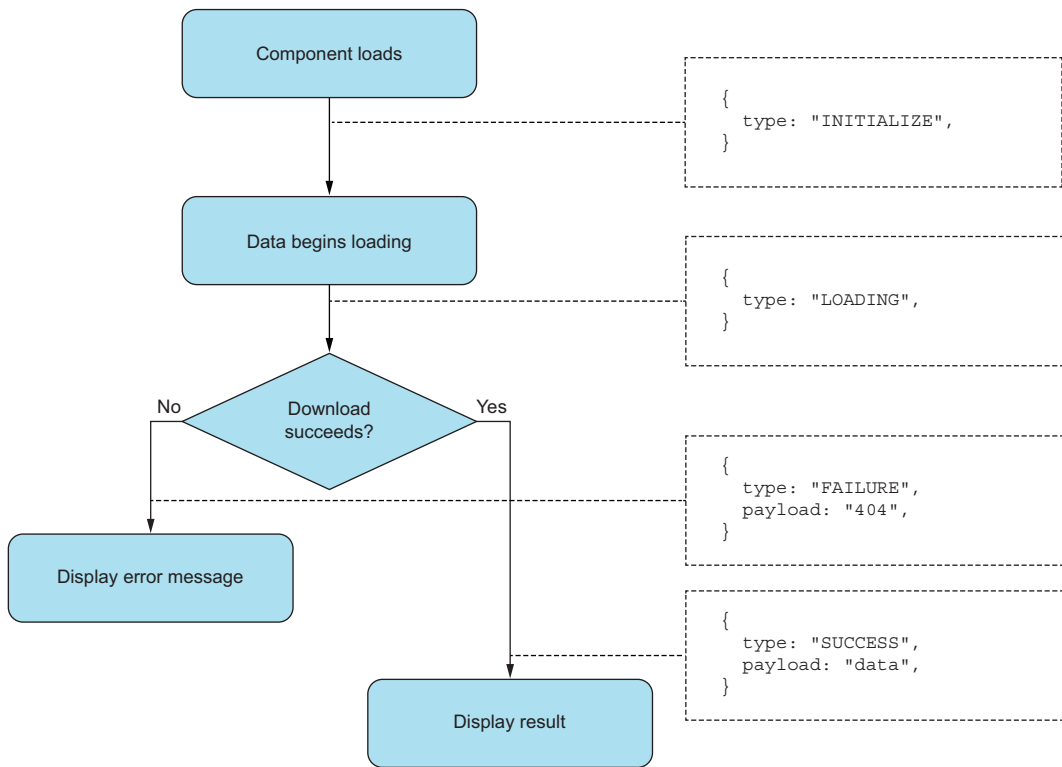 Component loads
{
  type: "INITIALIZE",
}
Data begins loading
{
  type: "LOADING",
}
No
Download
succeeds?
Yes
{
  type: "FAILURE",
  payload: "404",
}
Display error message
{
  type: "SUCCESS",
  payload: "data",
}
Display result